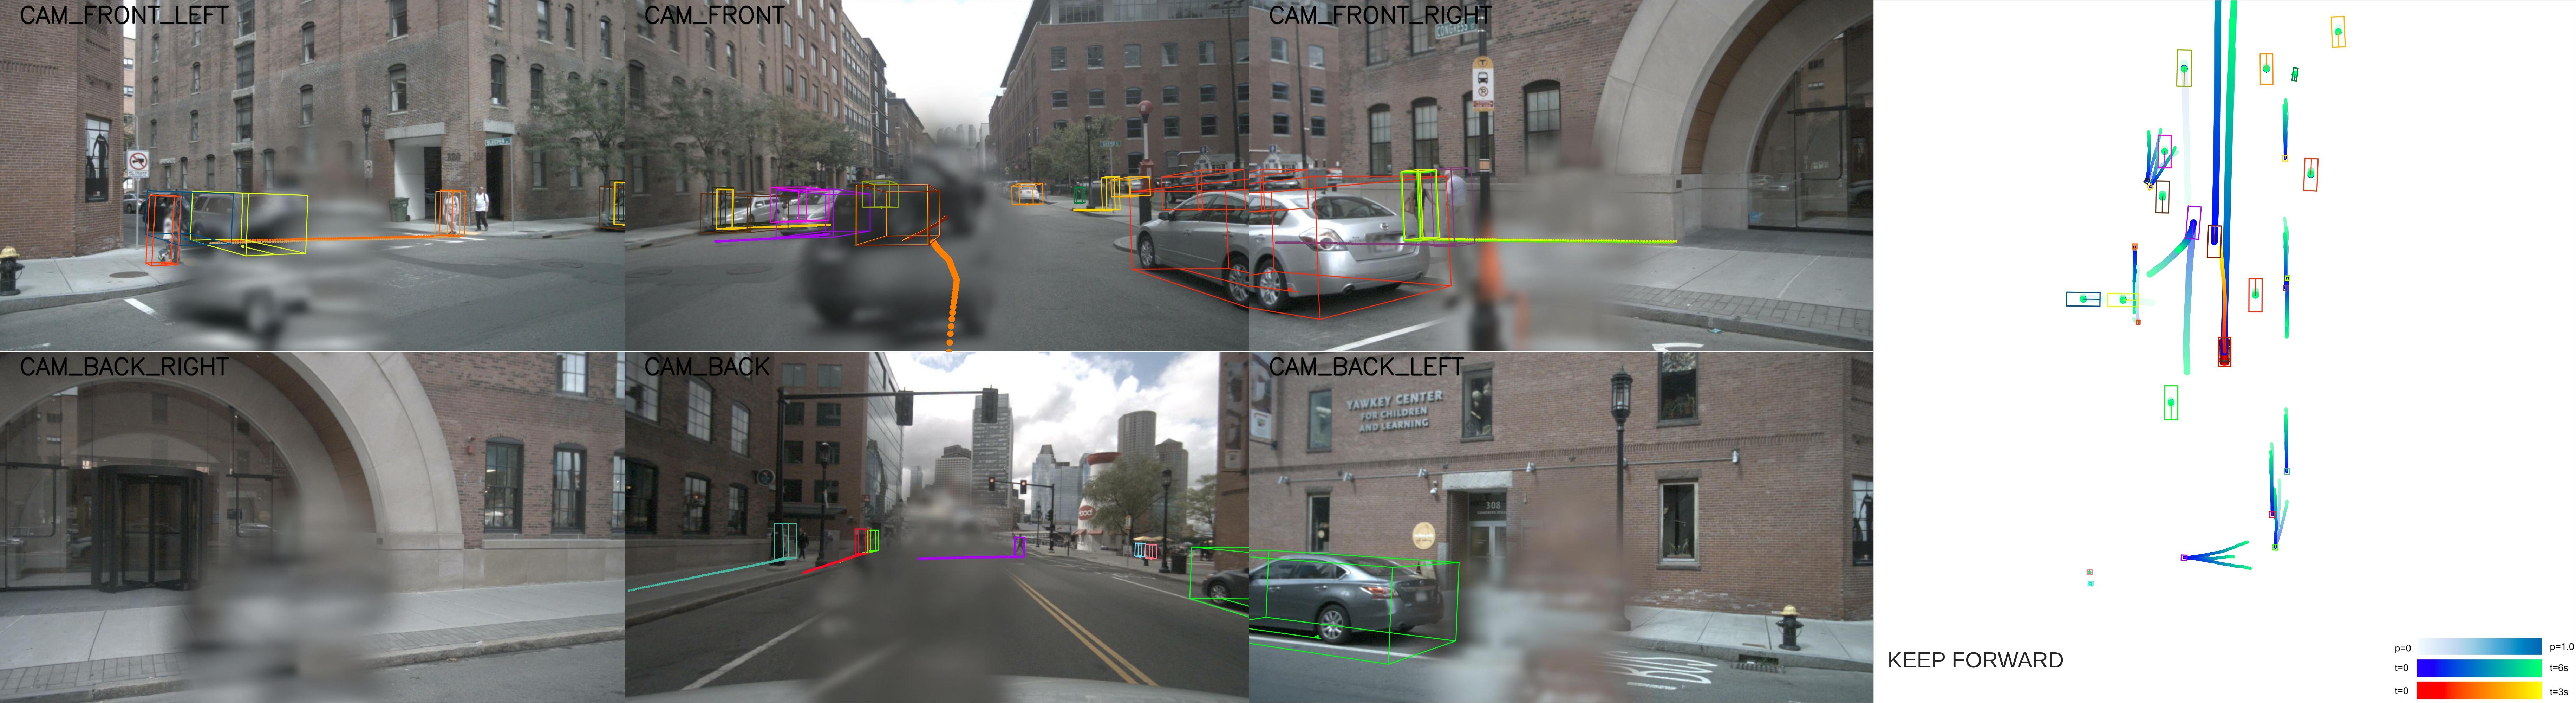 CAM_FRONT_LEFT
CAM_FRONT
CAM_FRONT_RIGHT
CONGRESS
CAM_BACK_RIGHT
CAM_BACK
CAM_BACK_LEFT
YAWKEY CENTER
FOR CHILDREN
AND LEARNING
308
KEEP FORWARD
p=0
p=1.0
t=0
t=6s
t=0
t=3s